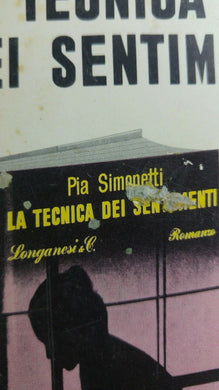 TECNICA
EI SENTIM
Pia Simonetti
LA TECNICA DEI SENTIMENTI
Longanesi & C. Romanzo